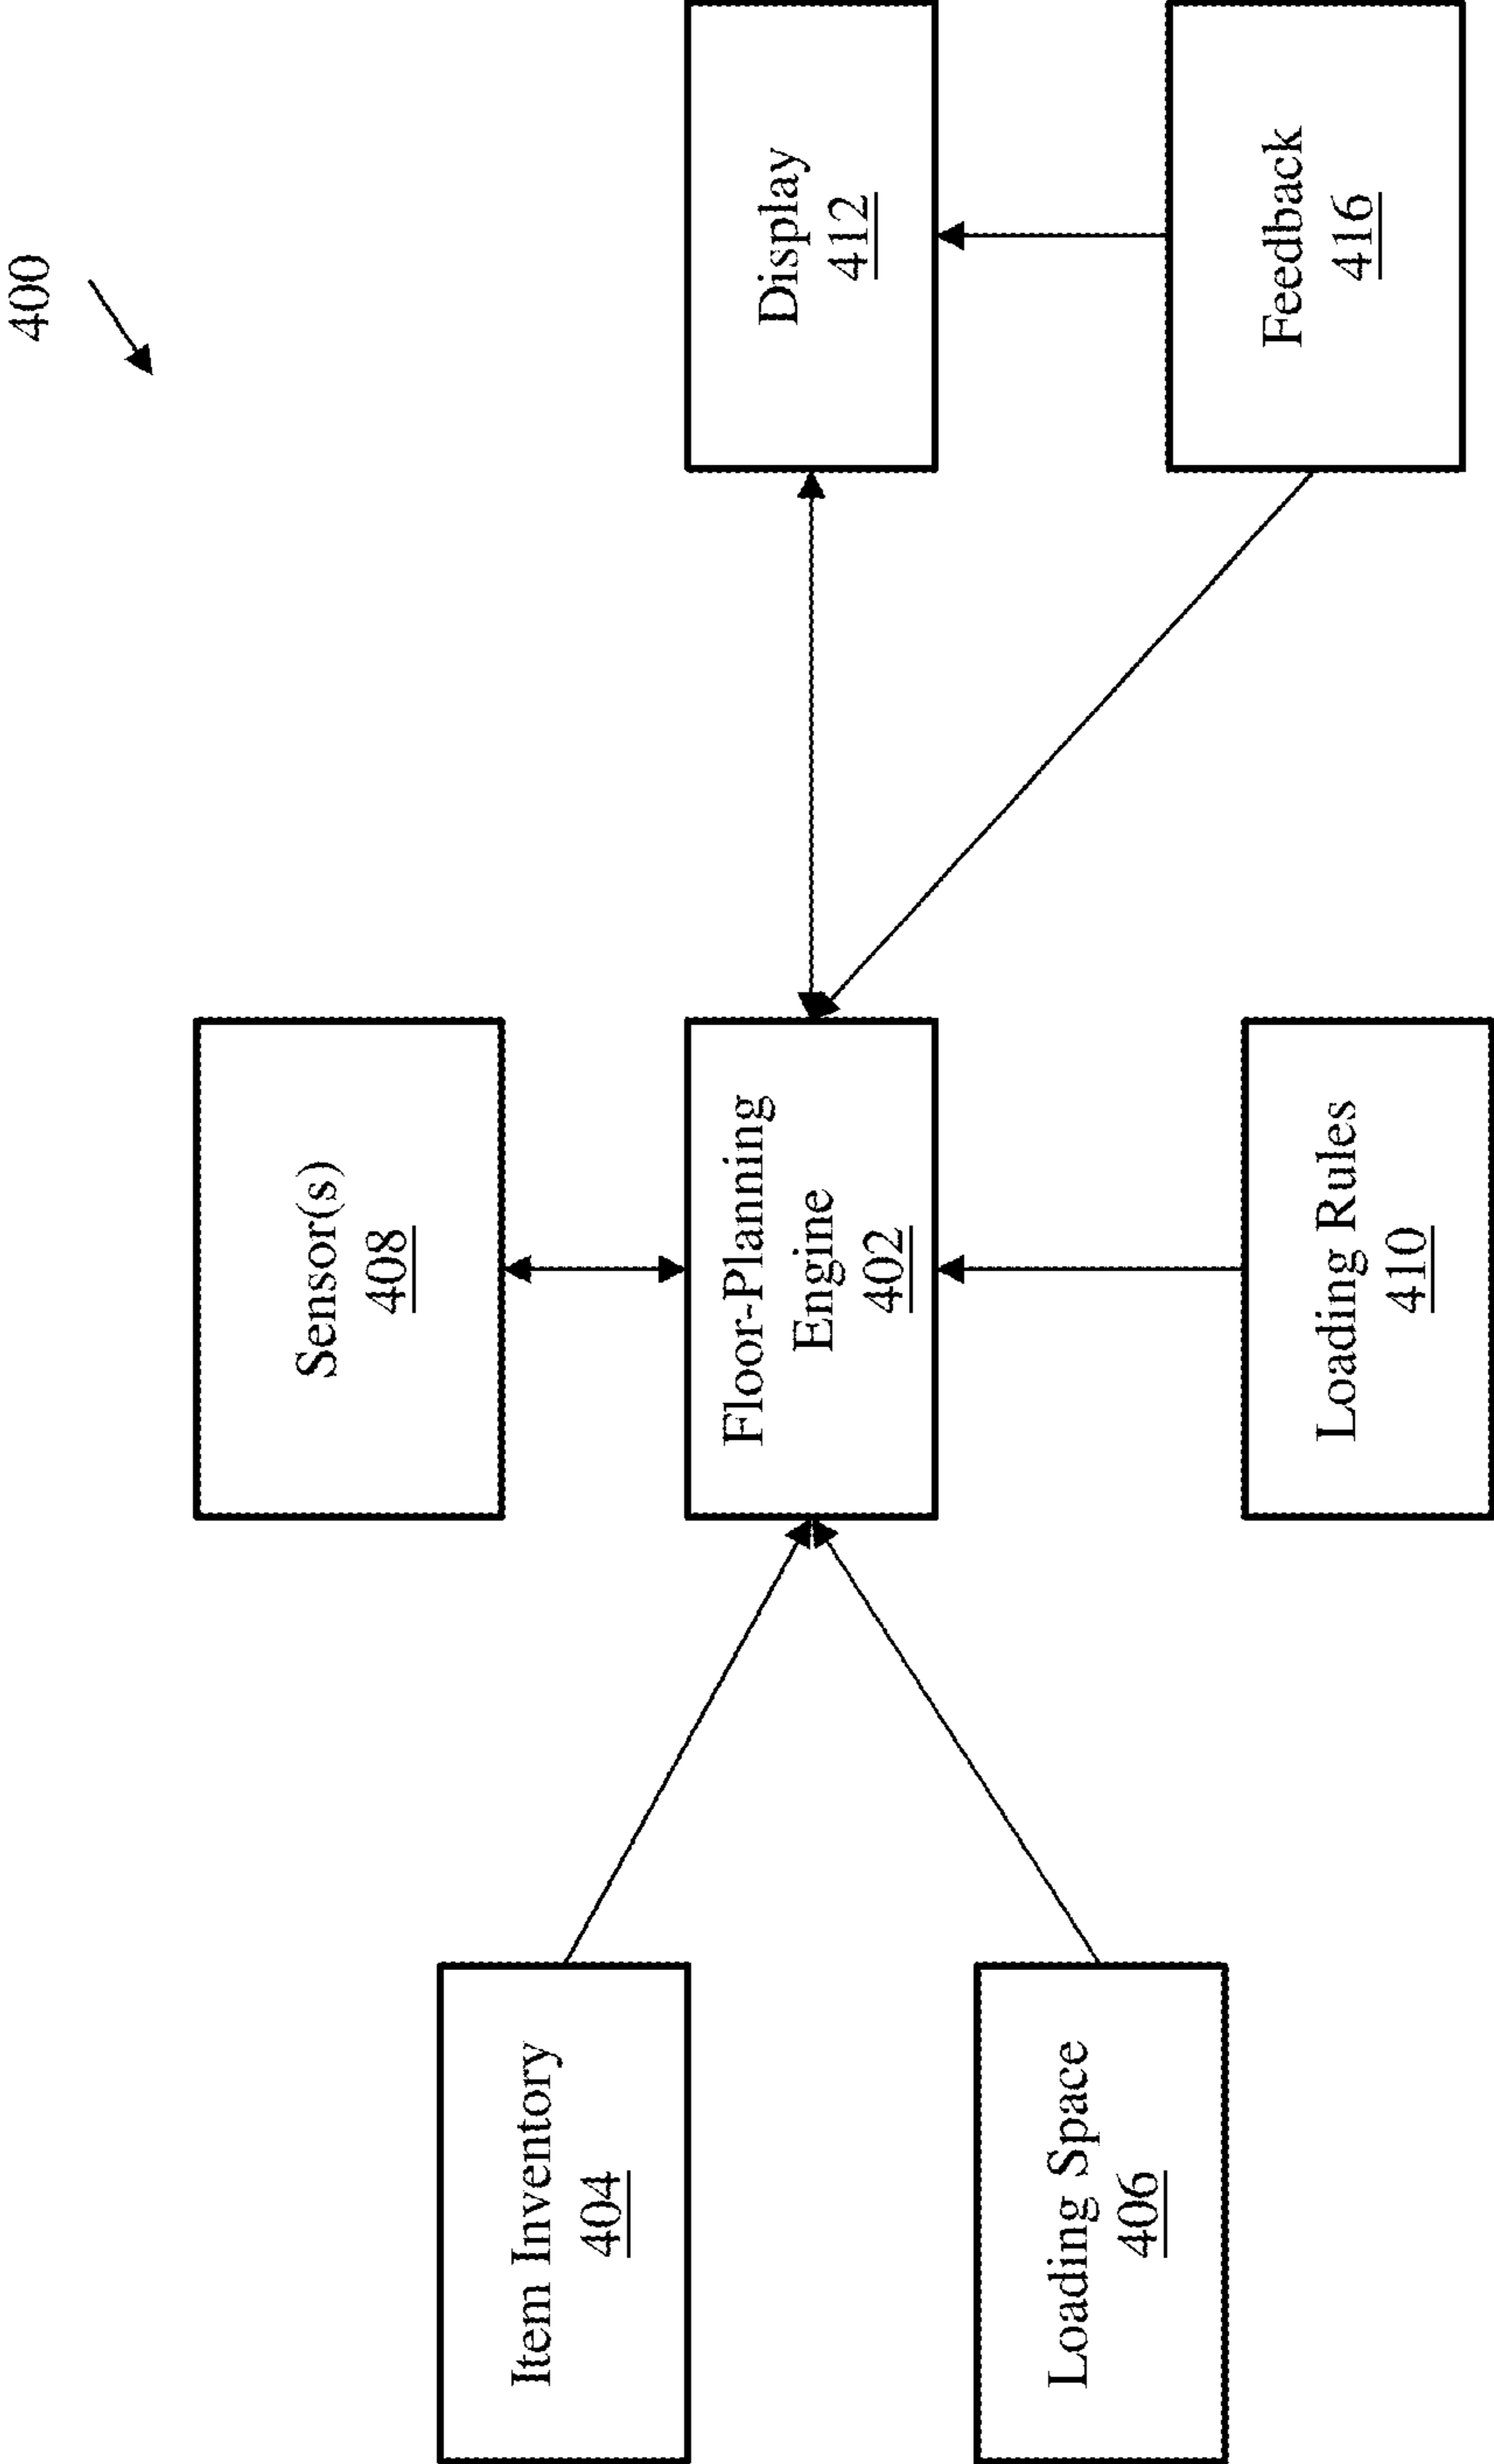 400
Sensor(s)
408
Item Inventory
404
Floor-Planning
Engine
402
Display
412
Loading Space
406
Loading Rules
410
Feedback
416